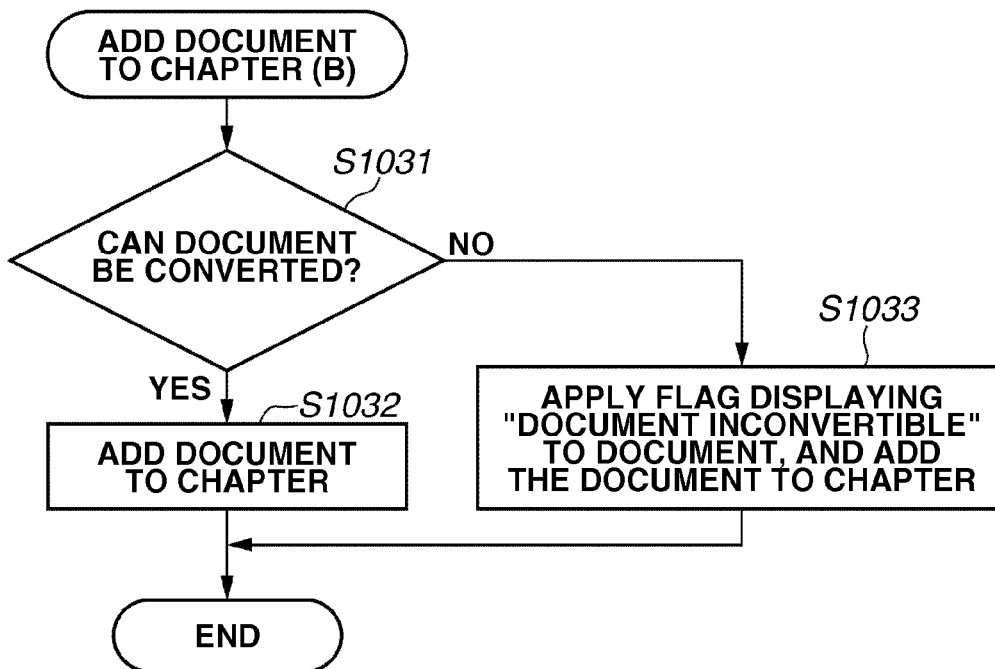 ADD DOCUMENT
TO CHAPTER (B)
S1031
CAN DOCUMENT
BE CONVERTED?
NO
YES
S1032
ADD DOCUMENT
TO CHAPTER
S1033
APPLY FLAG DISPLAYING
"DOCUMENT INCONVERTIBLE"
TO DOCUMENT, AND ADD
THE DOCUMENT TO CHAPTER
END